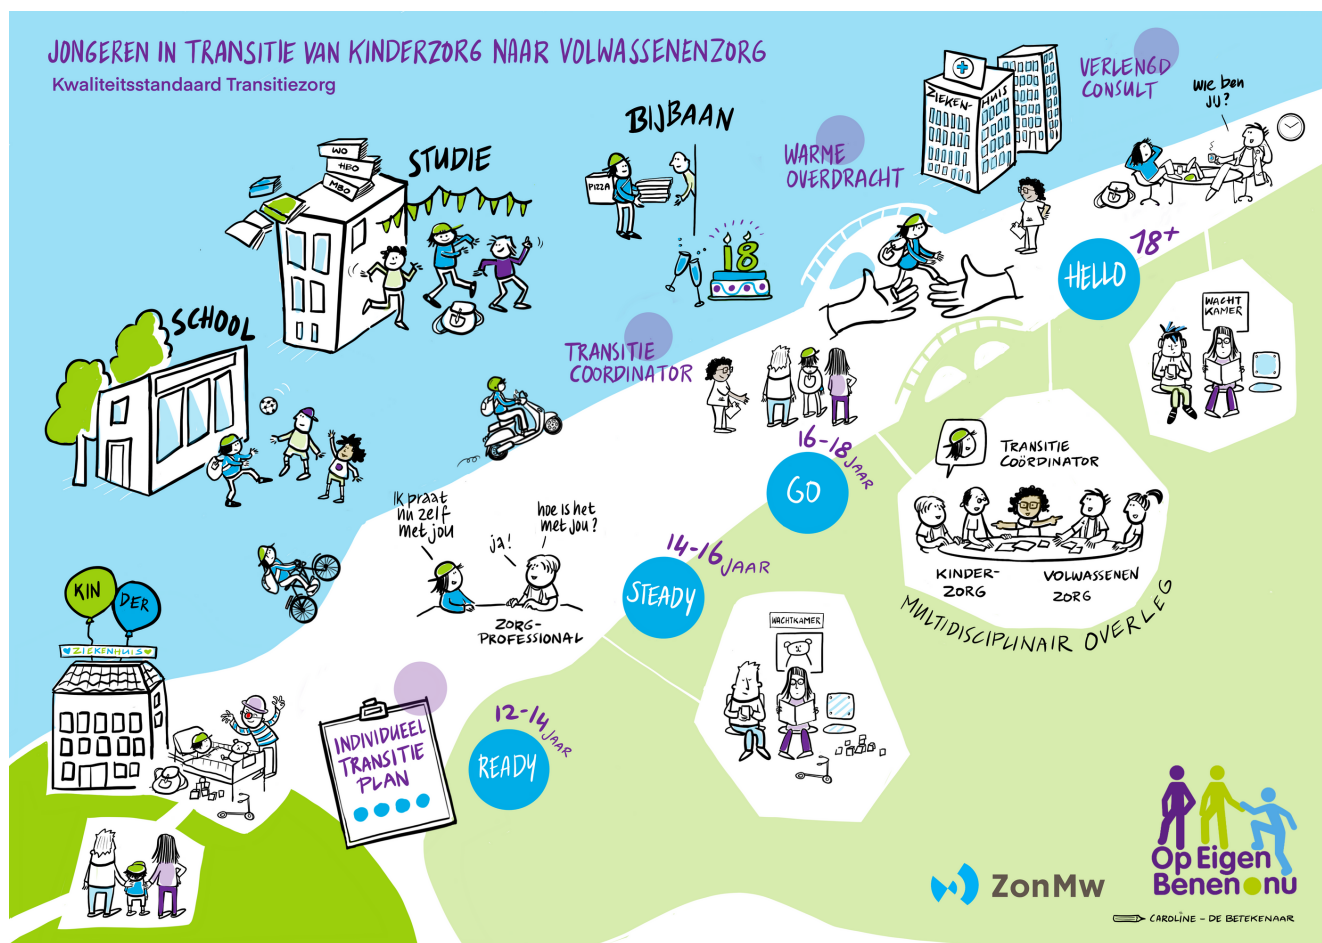 JONGEREN IN TRANSITIE VAN KINDERZORG NAAR VOLWASSENENZORG
Kwaliteitsstandaard Transitiezorg
VERLENGD
CONSULT
wie ben
JIJ?
ZIEKEN-
HUIS
BIJBAAN
PIZZA
18
WARME
OVERDRACHT
WO
HBO
MBO
STUDIE
HELLO
18+
WACHT
KAMER
SCHOOL
TRANSITIE
COORDINATOR
16-18 JAAR
GO
TRANSITIE
COÖRDINATOR
KINDER-
ZORG
VOLWASSENEN
ZORG
MULTIDISCIPLINAIR OVERLEG
Ik praat
nu zelf
met jou
ja!
hoe is het
met jou?
ZORG-
PROFESSIONAL
14-16 JAAR
STEADY
WACHTKAMER
KIN
DER
ZIEKENHUIS
INDIVIDUEEL
TRANSITIE
PLAN
12-14 JAAR
READY
ZonMw
Op Eigen
Benen nu
CAROLINE - DE BETEKENAAR